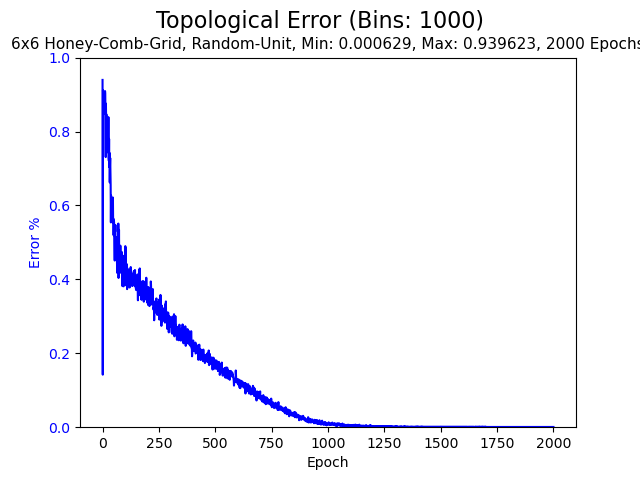 Topological Error (Bins: 1000)
6x6 Honey-Comb-Grid, Random-Unit, Min: 0.000629, Max: 0.939623, 2000 Epochs
1.0
0.8
0.6
0.4
0.2
0.0
Error %
0 250 500 750 1000 1250 1500 1750 2000
Epoch